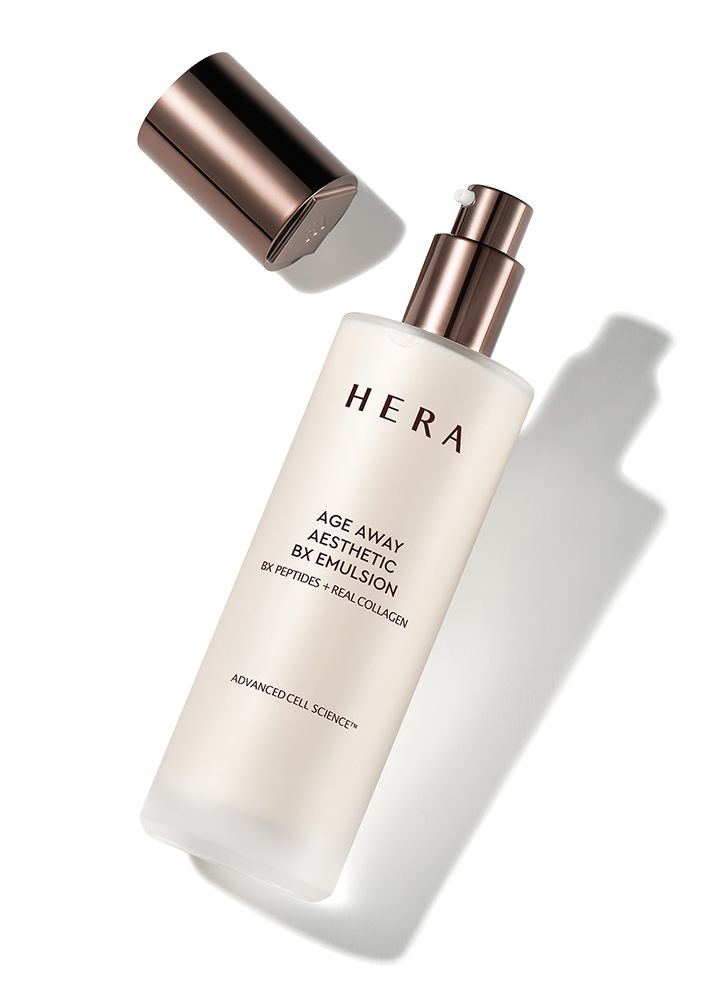 HERA
AGE AWAY
AESTHETIC
BX EMULSION
BX PEPTIDES + REAL COLLAGEN
ADVANCED CELL SCIENCE™